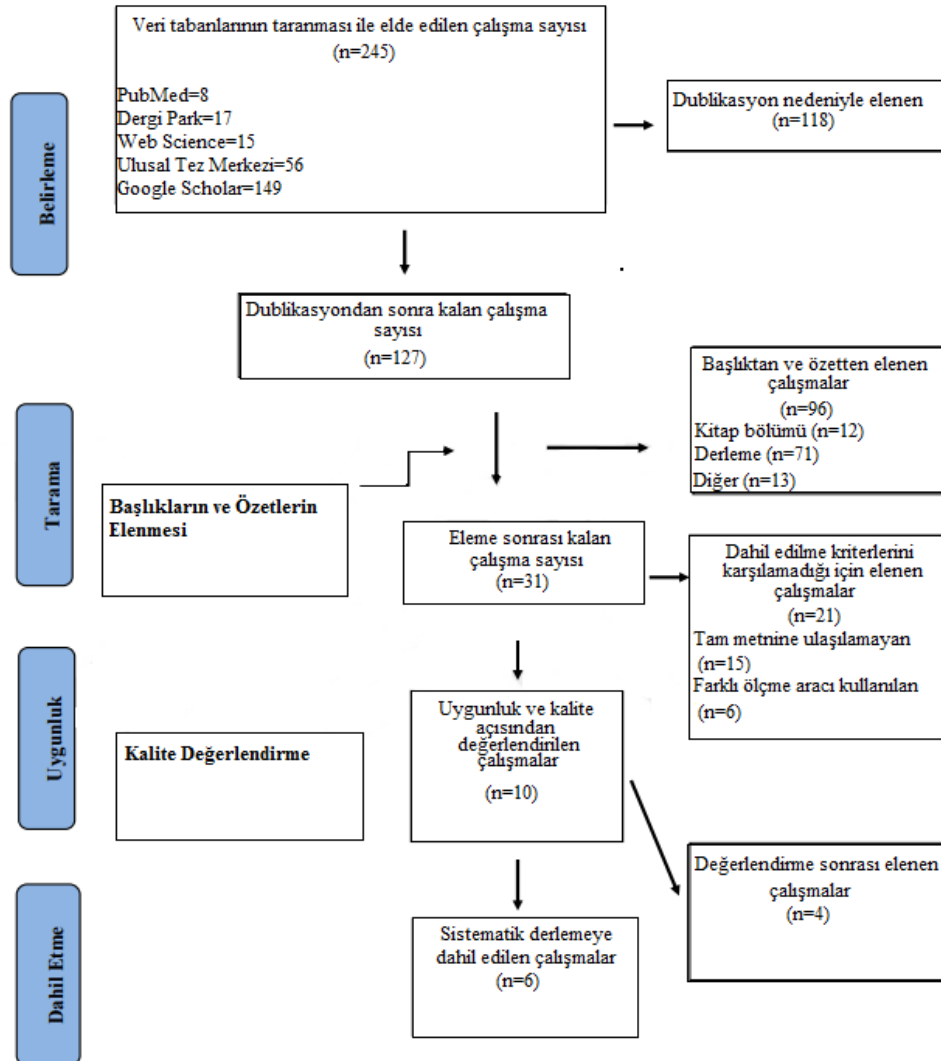 Veri tabanlarının taranması ile elde edilen çalışma sayısı
(n=245)
PubMed=8
Dergi Park=17
Web Science=15
Ulusal Tez Merkezi=56
Google Scholar=149
Dublikasyon nedeniyle elenen
(n=118)
Belirleme
Dublikasyondan sonra kalan çalışma
sayısı
(n=127)
Başlıktan ve özetten elenen
çalışmalar
(n=96)
Kitap bölümü (n=12)
Derleme (n=71)
Diğer (n=13)
Tarama
Başlıkların ve Özetlerin
Elenmesi
Eleme sonrası kalan
çalışma sayısı
(n=31)
Dahil edilme kriterlerini
karşılamadığı için elenen
çalışmalar
(n=21)
Tam metnine ulaşılamayan
(n=15)
Farklı ölçme aracı kullanılan
(n=6)
Uygunluk
Kalite Değerlendirme
Uygunluk ve kalite
açısından
değerlendirilen
çalışmalar
(n=10)
Değerlendirme sonrası elenen
çalışmalar
(n=4)
Dahil Etme
Sistematik derlemeye
dahil edilen çalışmalar
(n=6)